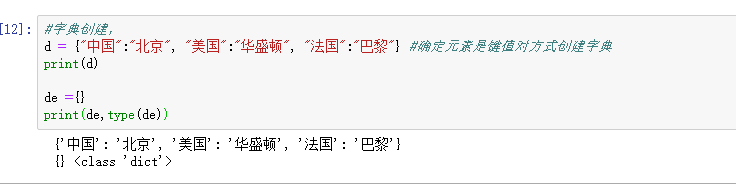 [12]:
#字典创建,
d = {"中国":"北京", "美国":"华盛顿", "法国":"巴黎"} #确定元素是键值对方式创建字典
print(d)
de ={}
print(de,type(de))
{'中国': '北京', '美国': '华盛顿', '法国': '巴黎'}
{} <class 'dict'>